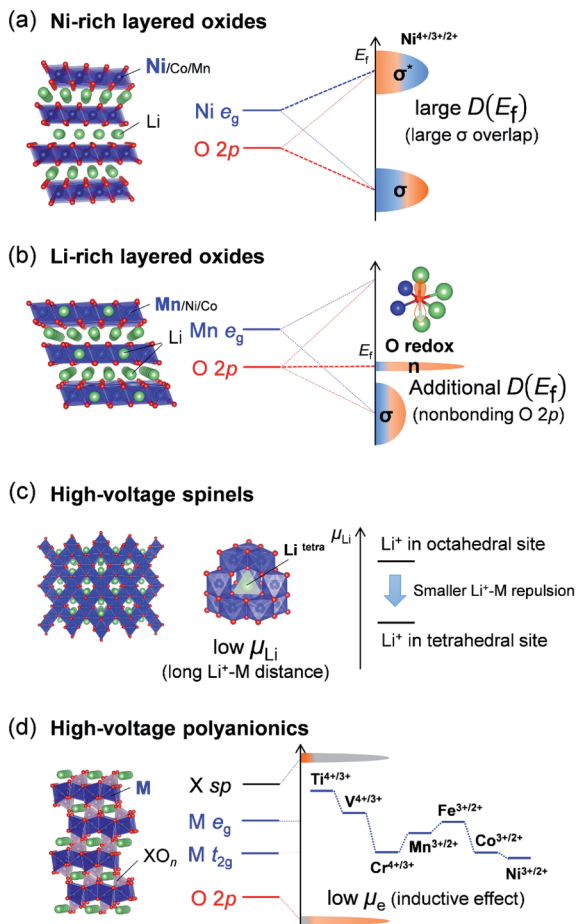 (a) Ni-rich layered oxides
Ni/Co/Mn
Li
Ni eg
O 2p
Ef
Ni4+/3+/2+
σ*
large D(Ef)
(large σ overlap)
σ
(b) Li-rich layered oxides
Mn/Ni/Co
Li
Mn eg
O 2p
Ef
O redox
n
Additional D(Ef)
(nonbonding O 2p)
σ
(c) High-voltage spinels
Li tetra
low μLi
(long Li+-M distance)
μLi
Li+ in octahedral site
Smaller Li+-M repulsion
Li+ in tetrahedral site
(d) High-voltage polyanionics
M
XOn
X sp
M eg
M t2g
O 2p
Ti4+/3+
V4+/3+
Cr4+/3+
Mn3+/2+
Fe3+/2+
Co3+/2+
Ni3+/2+
low μe (inductive effect)